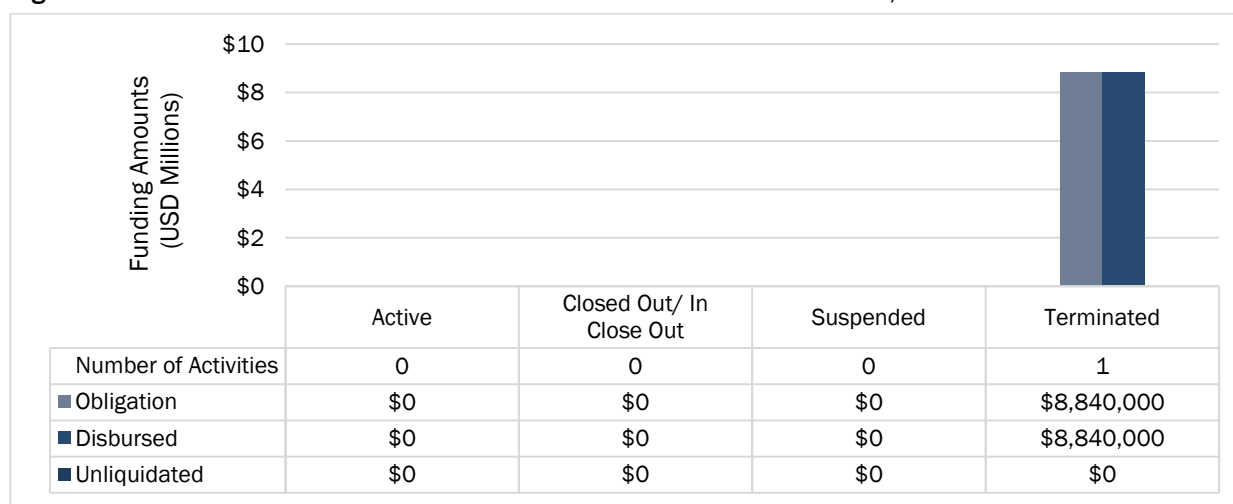 $10
$8
$6
$4
$2
$0
Funding Amounts
(USD Millions)
Active
Closed Out/ In
Close Out
Suspended
Terminated
Number of Activities 0 0 0 1
Obligation $0 $0 $0 $8,840,000
Disbursed $0 $0 $0 $8,840,000
Unliquidated $0 $0 $0 $0